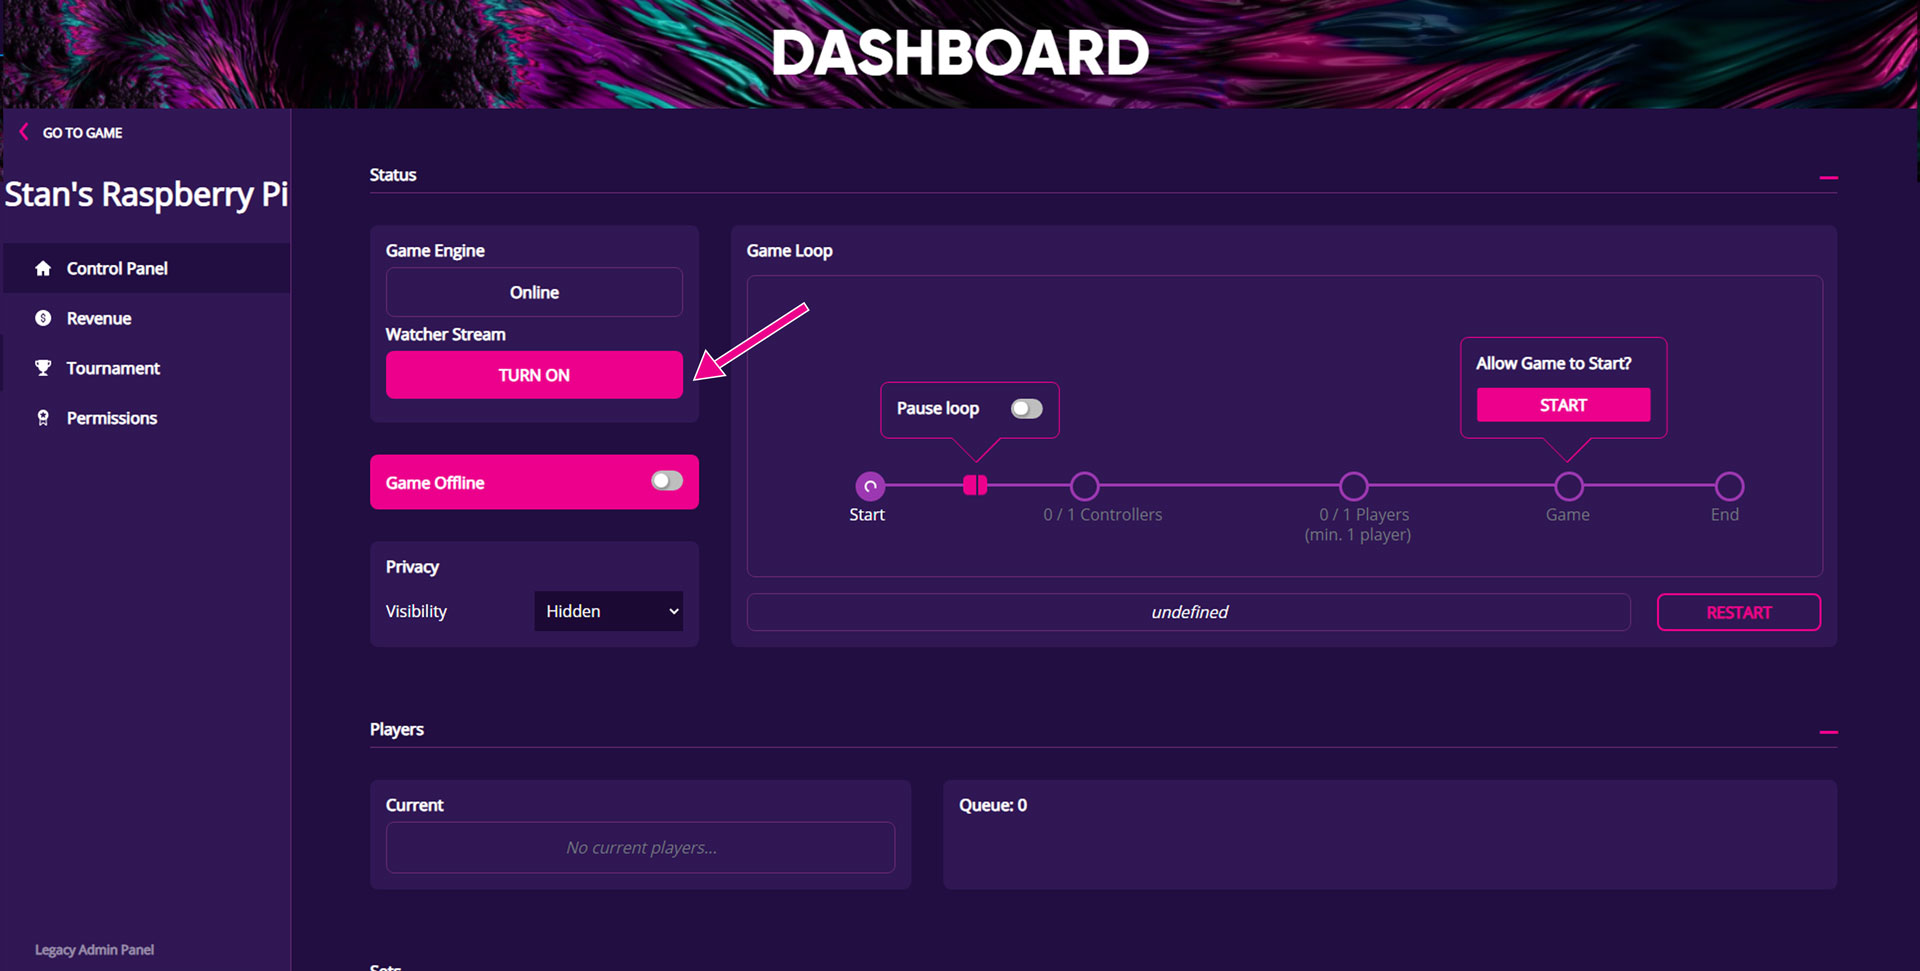 DASHBOARD
GO TO GAME
Stan's Raspberry Pi
Control Panel
Revenue
Tournament
Permissions
Legacy Admin Panel
Status
Game Engine
Online
Watcher Stream
TURN ON
Game Offline
Privacy
Visibility
Hidden
Game Loop
Pause loop
Allow Game to Start?
START
Start
0 / 1 Controllers
0 / 1 Players
(min. 1 player)
Game
End
undefined
RESTART
Players
Current
No current players...
Queue: 0
Sets